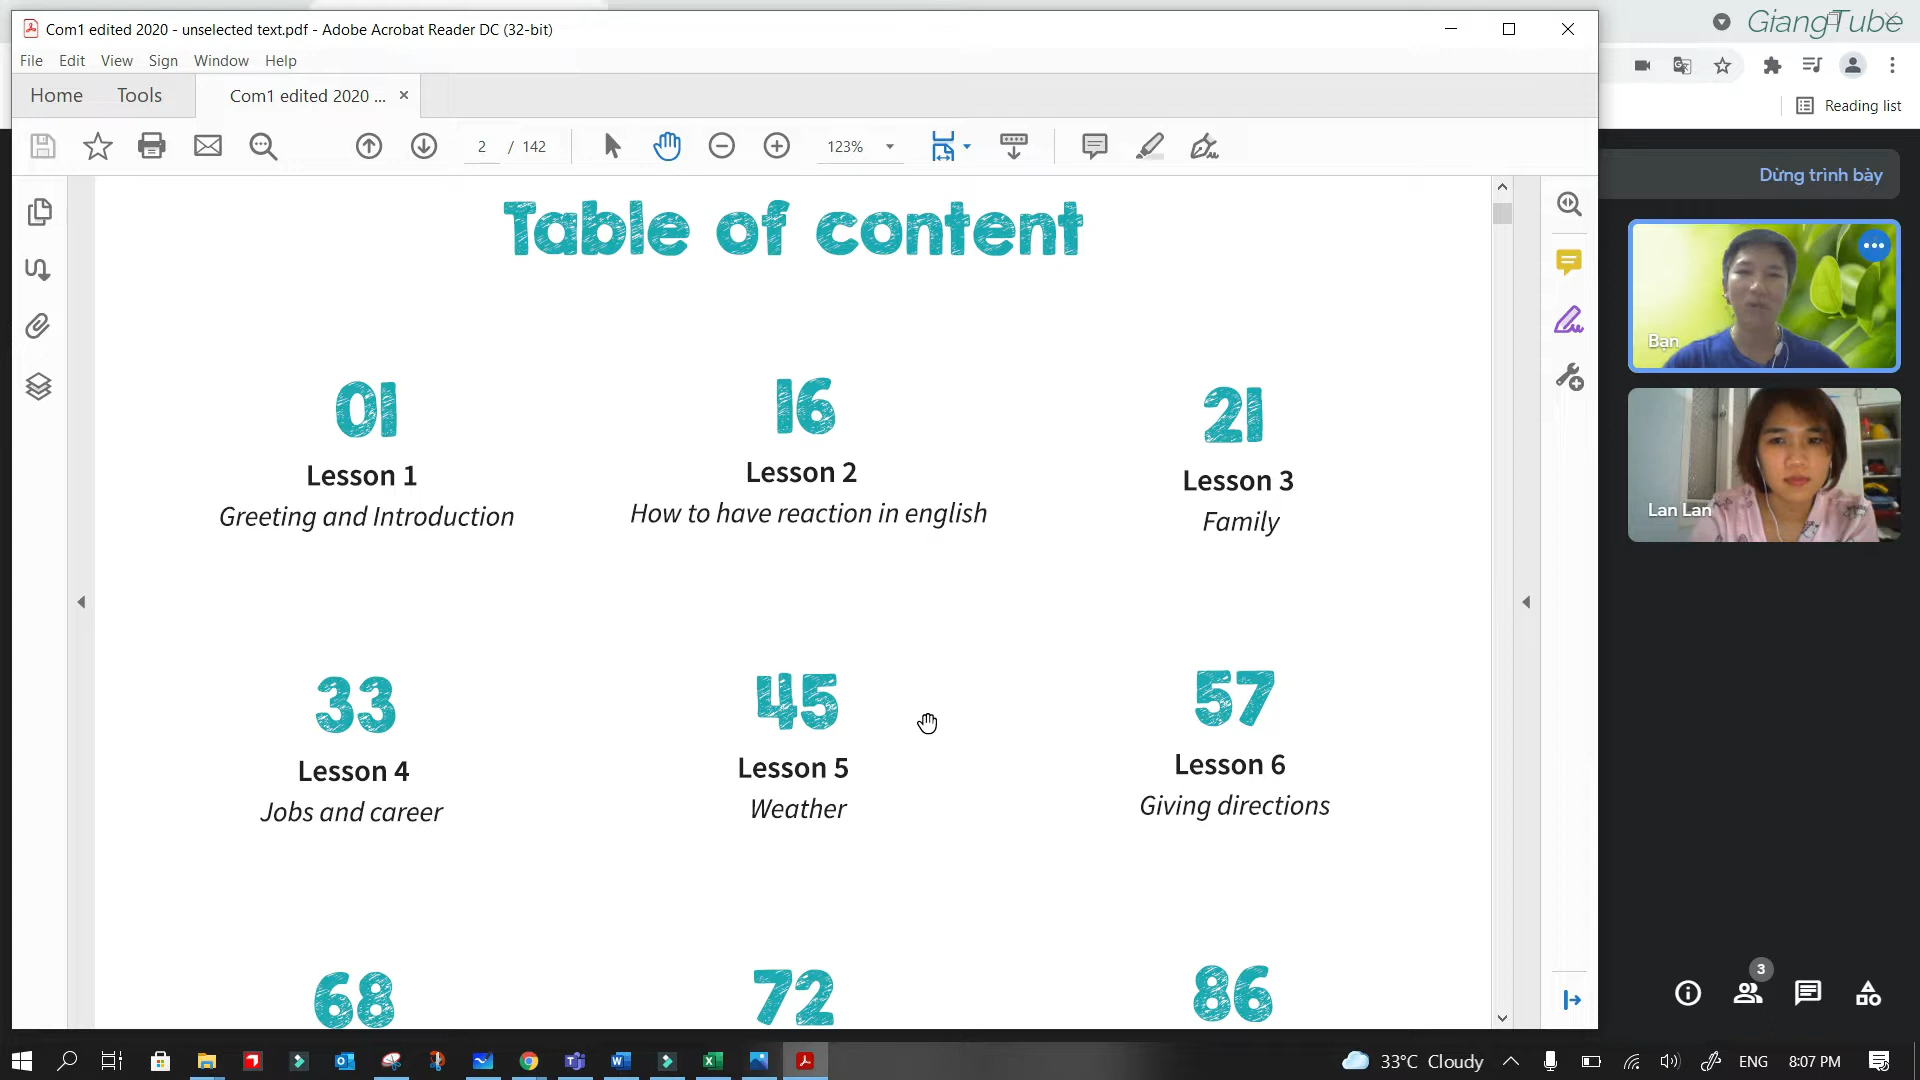 Com1 edited 2020 - unselected text.pdf - Adobe Acrobat Reader DC (32-bit)
GiangTube
File Edit View Sign Window Help
Home Tools Com1 edited 2020 ...
Reading list
2 / 142 123%
Dừng trình bày
Table of content
Bạn
01 16 21
Lesson 1 Lesson 2 Lesson 3
Greeting and Introduction How to have reaction in english Family
Lan Lan
33 45 57
Lesson 4 Lesson 5 Lesson 6
Jobs and career Weather Giving directions
68 72 86
3
33°C Cloudy ENG 8:07 PM